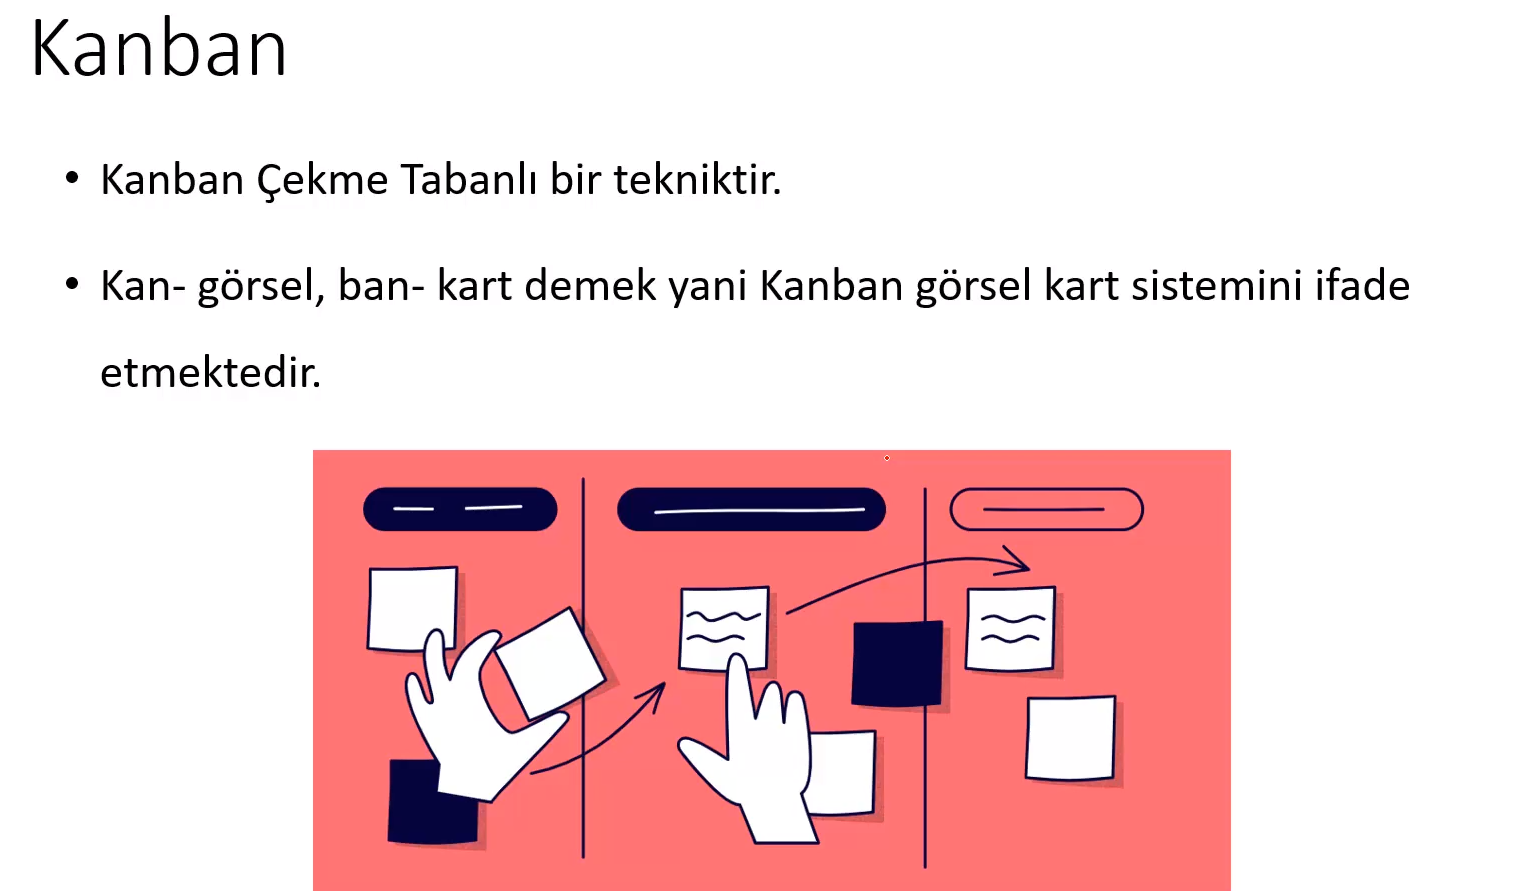 Kanban
• Kanban Çekme Tabanlı bir tekniktir.
• Kan- görsel, ban- kart demek yani Kanban görsel kart sistemini ifade
etmektedir.